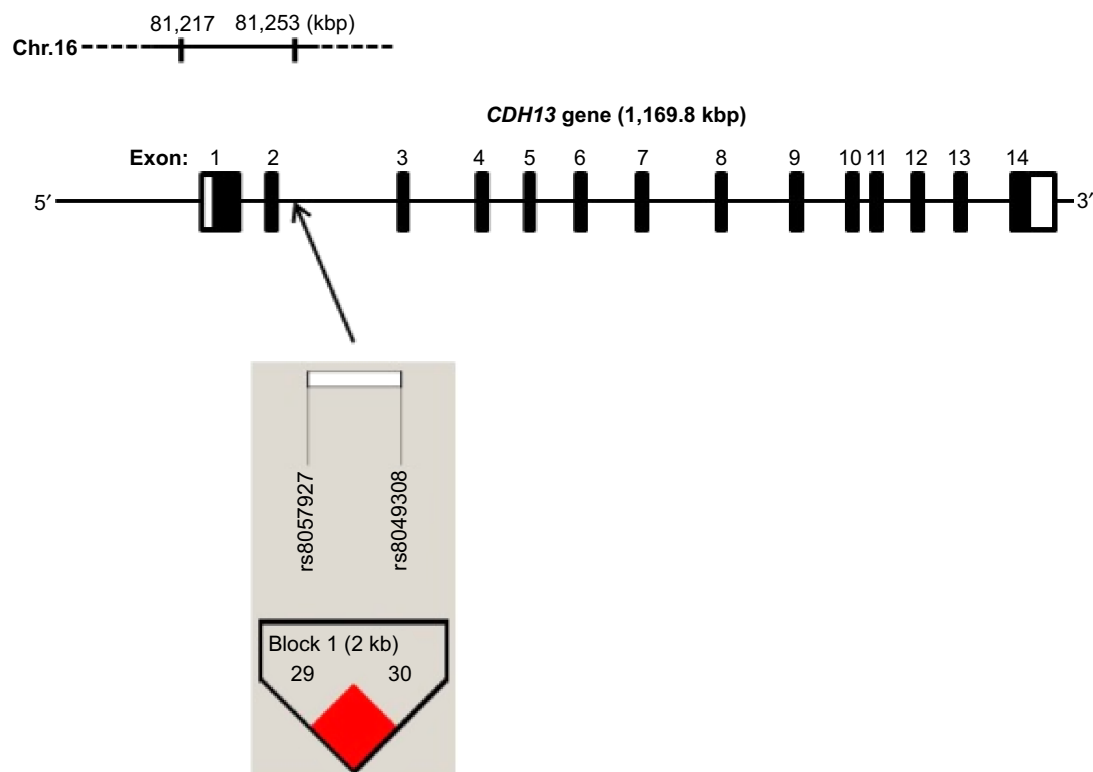 81,217 81,253 (kbp)
Chr.16
CDH13 gene (1,169.8 kbp)
Exon: 1 2 3 4 5 6 7 8 9 10 11 12 13 14
5′ 3′
rs8057927
rs8049308
Block 1 (2 kb)
29 30